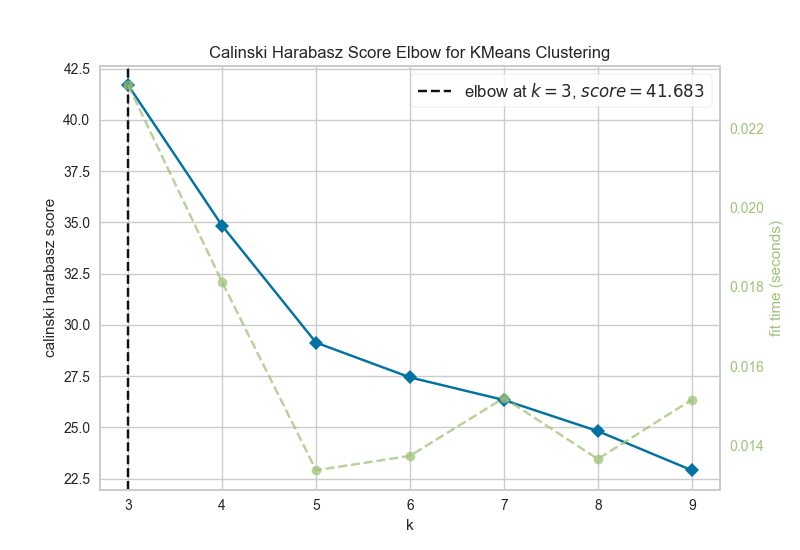 Calinski Harabasz Score Elbow for KMeans Clustering
elbow at k = 3, score = 41.683
calinski harabasz score
42.5
40.0
37.5
35.0
32.5
30.0
27.5
25.0
22.5
0.022
0.020
0.018
0.016
0.014
fit time (seconds)
3 4 5 6 7 8 9
k